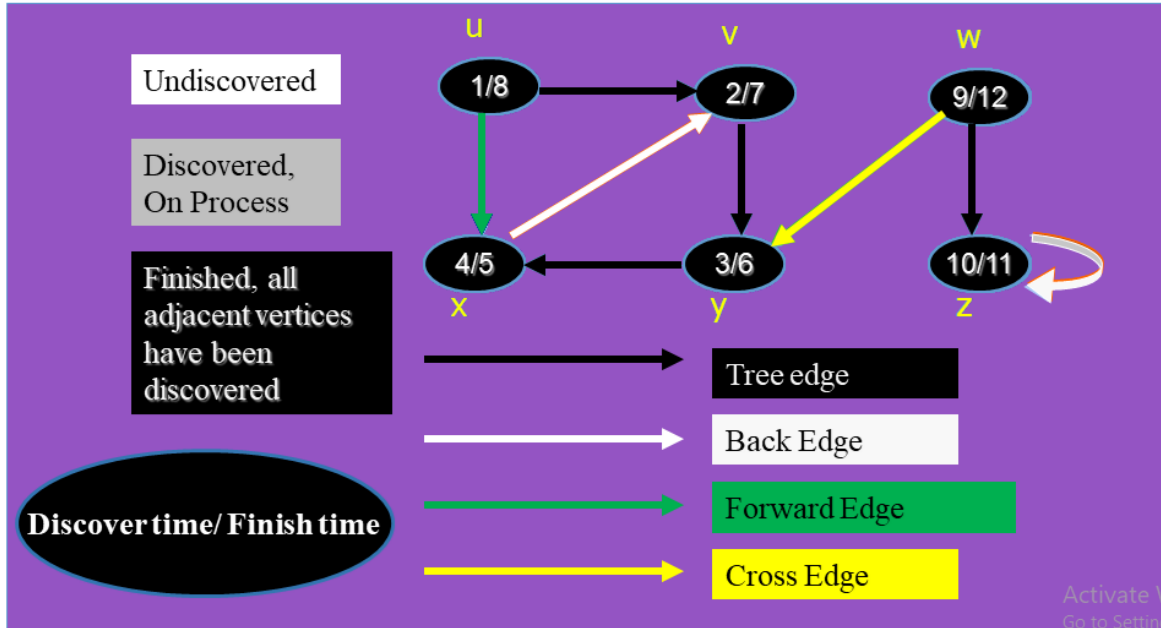 u
v
w
Undiscovered
1/8
2/7
9/12
Discovered,
On Process
4/5
3/6
10/11
x
y
z
Finished, all
adjacent vertices
have been
discovered
Tree edge
Back Edge
Discover time/ Finish time
Forward Edge
Cross Edge
Activate
Go to Settin